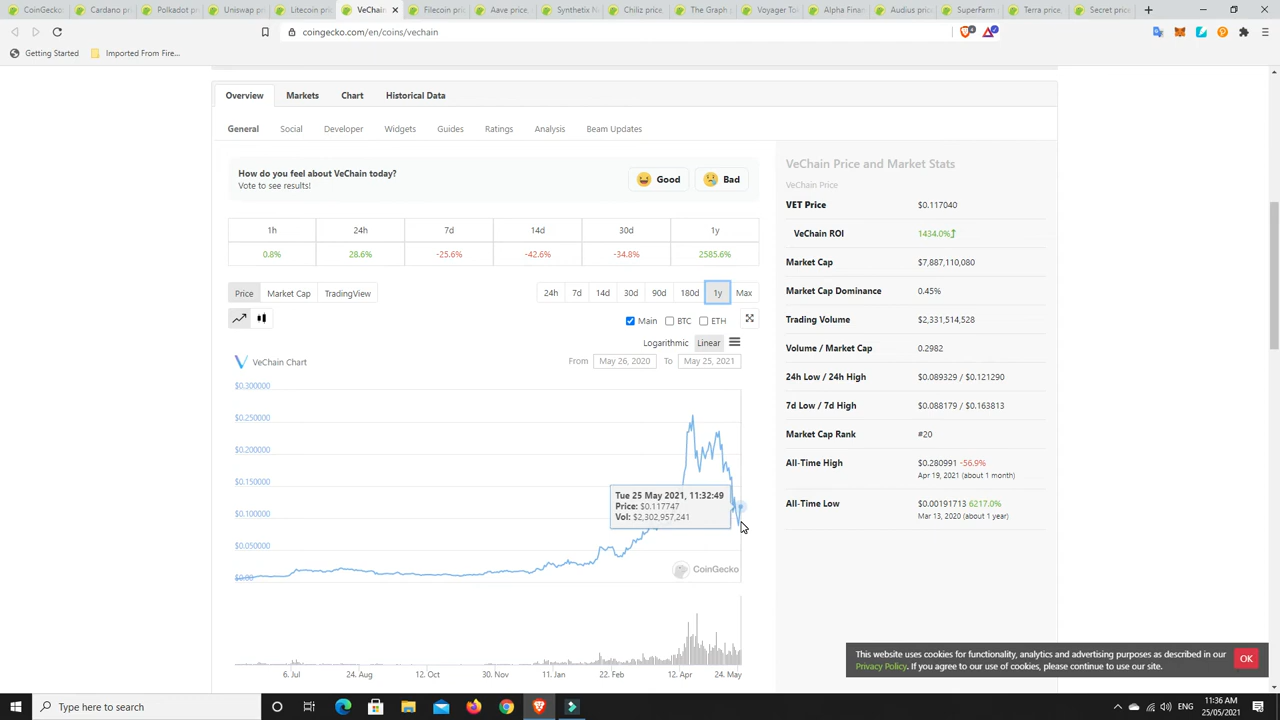 CoinGecko
Cardano pri
Polkadot pr
Uniswap pri
Litecoin pric
VeChain
Filecoin pric
Aave price,
Synthetix N
Chiliz price
The Graph
Voyager To
Alpha Finan
Audius price
SuperFarm
Terra price,
Secret price
coingecko.com/en/coins/vechain
Getting Started
Imported From Fire...
Overview
Markets
Chart
Historical Data
General
Social
Developer
Widgets
Guides
Ratings
Analysis
Beam Updates
How do you feel about VeChain today?
Vote to see results!
Good
Bad
1h 24h 7d 14d 30d 1y
0.8% 28.6% -25.6% -42.6% -34.8% 2585.6%
Price Market Cap TradingView
24h 7d 14d 30d 90d 180d 1y Max
Main BTC ETH
Logarithmic Linear
VeChain Chart
From May 26, 2020 To May 25, 2021
$0.300000
$0.250000
$0.200000
$0.150000
$0.100000
$0.050000
$0.00
Tue 25 May 2021, 11:32:49
Price: $0.117747
Vol: $2,302,957,241
CoinGecko
6. Jul 24. Aug 12. Oct 30. Nov 11. Jan 22. Feb 12. Apr 24. May
VeChain Price and Market Stats
VeChain Price
VET Price $0.117040
VeChain ROI 1434.0%
Market Cap $7,887,110,080
Market Cap Dominance 0.45%
Trading Volume $2,331,514,528
Volume / Market Cap 0.2982
24h Low / 24h High $0.089329 / $0.121290
7d Low / 7d High $0.088179 / $0.163813
Market Cap Rank #20
All-Time High $0.280991 -56.9%
Apr 19, 2021 (about 1 month)
All-Time Low $0.00191713 6217.0%
Mar 13, 2020 (about 1 year)
This website uses cookies for functionality, analytics and advertising purposes as described in our
Privacy Policy. If you agree to our use of cookies, please continue to use our site.
OK
Type here to search
ENG
11:36 AM
25/05/2021